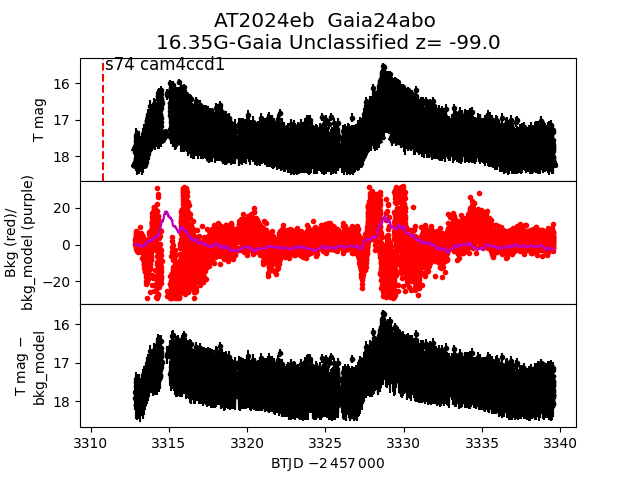 AT2024eb  Gaia24abo
16.35G-Gaia Unclassified z= -99.0
s74 cam4ccd1
T mag
16
17
18
Bkg (red)/
bkg_model (purple)
20
0
−20
T mag −
bkg_model
16
17
18
3310 3315 3320 3325 3330 3335 3340
BTJD −2 457 000